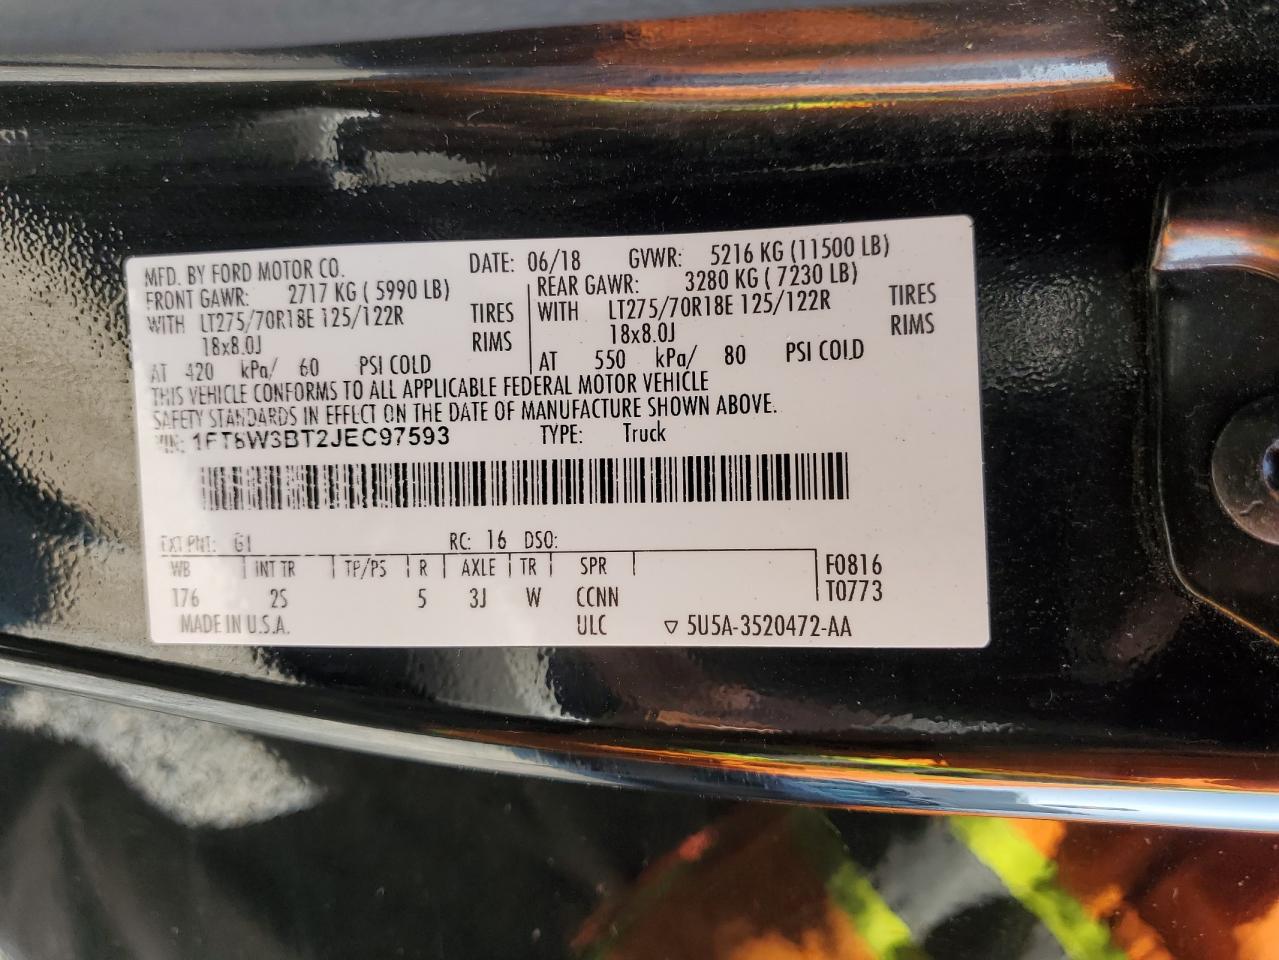 MFD. BY FORD MOTOR CO. DATE: 06/18 GVWR: 5216 KG (11500 LB)
FRONT GAWR: 2717 KG ( 5990 LB) REAR GAWR: 3280 KG ( 7230 LB)
WITH LT275/70R18E 125/122R TIRES WITH LT275/70R18E 125/122R TIRES
18x8.0J RIMS 18x8.0J RIMS
AT 420 kPa/ 60 PSI COLD AT 550 kPa/ 80 PSI COLD
THIS VEHICLE CONFORMS TO ALL APPLICABLE FEDERAL MOTOR VEHICLE
SAFETY STANDARDS IN EFFECT ON THE DATE OF MANUFACTURE SHOWN ABOVE.
VIN: 1FT8W3BT2JEC97593 TYPE: Truck
EXT PNT: G1 RC: 16 DSO:
WB INT TR TP/PS R AXLE TR SPR F0816
176 2S 5 3J W CCNN T0773
MADE IN U.S.A. ULC ▽ 5U5A-3520472-AA